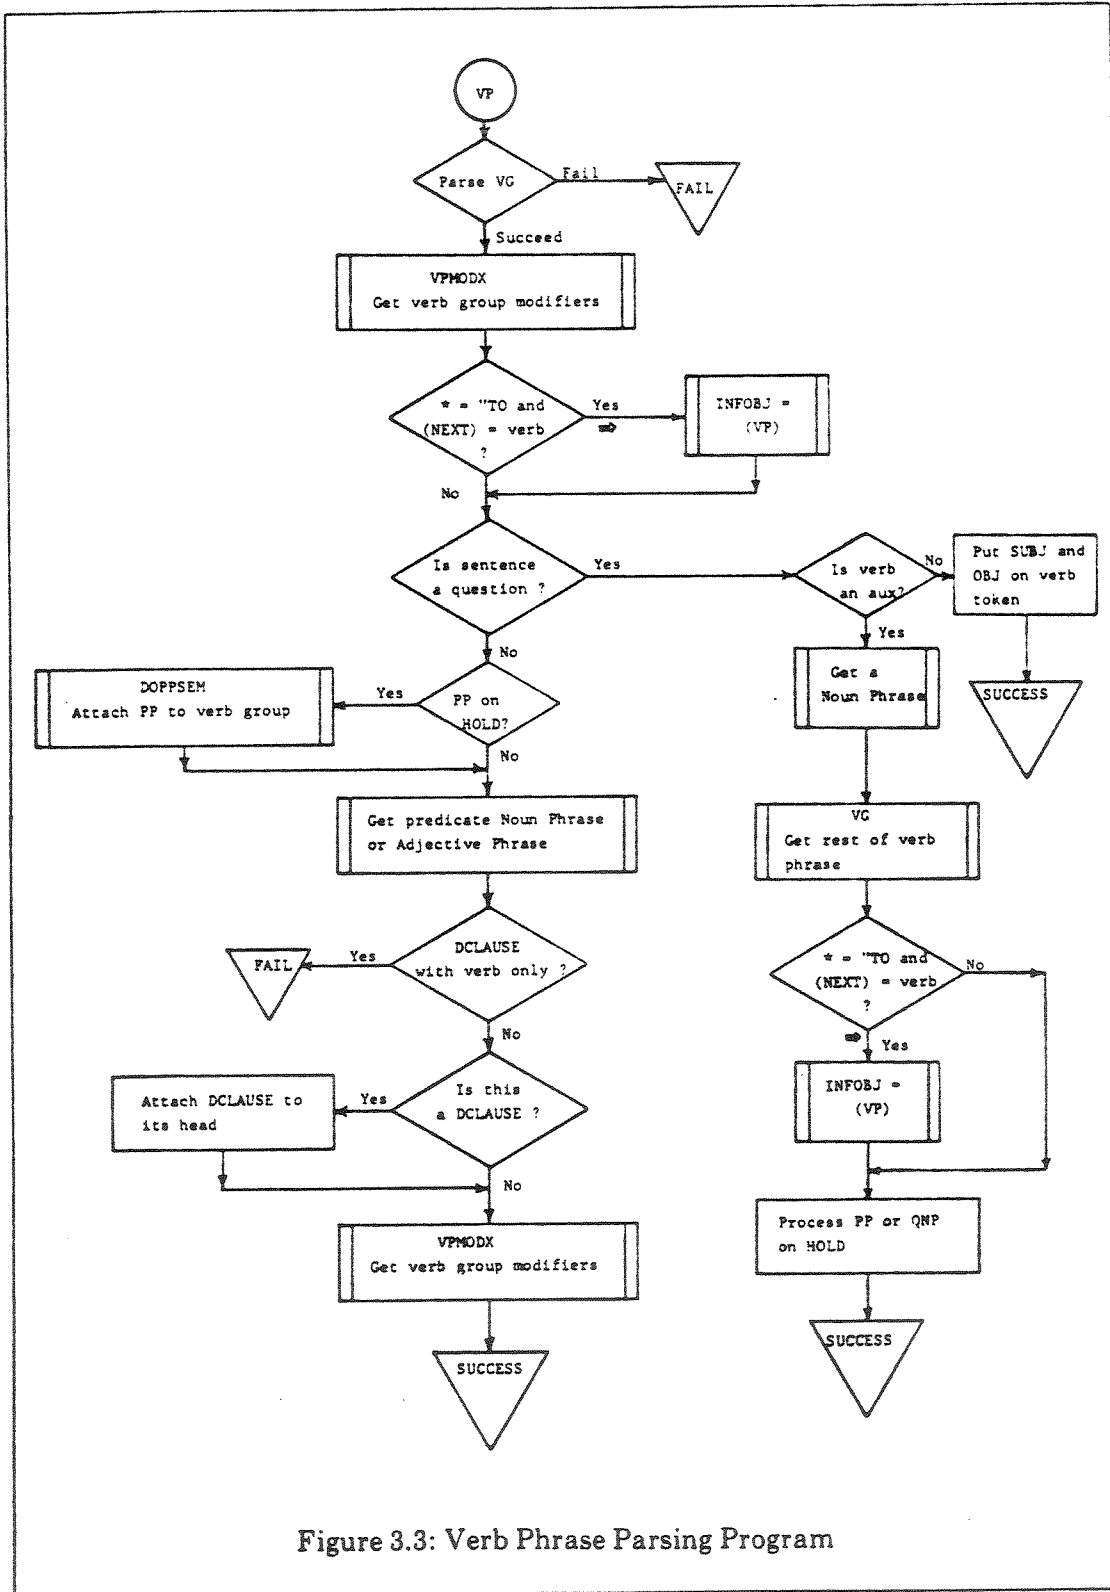 VP
Parse VG
Fail
FAIL
Succeed
VPMODX
Get verb group modifiers
* = "TO and
(NEXT) = verb
?
Yes
⇒
INFOBJ =
(VP)
No
Is sentence
a question ?
Yes
Is verb
an aux?
No
Put SUBJ and
OBJ on verb
token
Yes
No
SUCCESS
DOPPSEM
Attach PP to verb group
Yes
PP on
HOLD?
Get a
Noun Phrase
No
Get predicate Noun Phrase
or Adjective Phrase
VG
Get rest of verb
phrase
FAIL
Yes
DCLAUSE
with verb only ?
* = "TO and
(NEXT) = verb
?
No
No
⇒
Yes
Attach DCLAUSE to
its head
Yes
Is this
a DCLAUSE ?
INFOBJ =
(VP)
No
VPMODX
Get verb group modifiers
Process PP or QNP
on HOLD
SUCCESS
SUCCESS
Figure 3.3: Verb Phrase Parsing Program